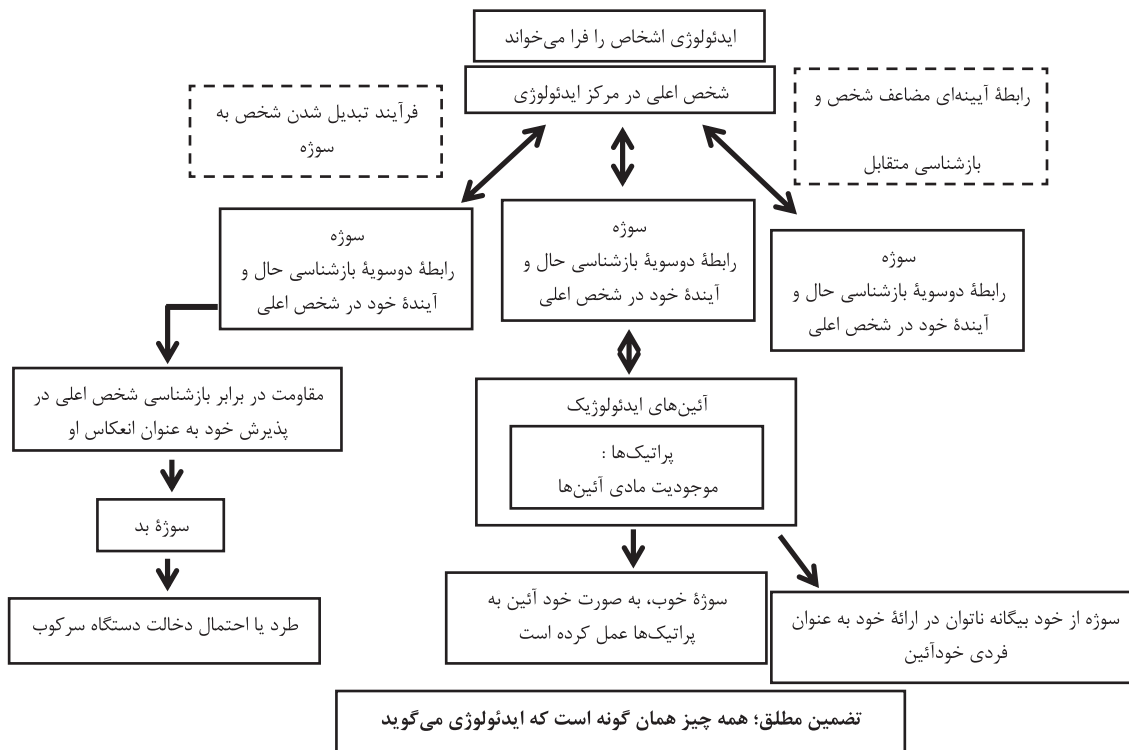 ایدئولوژی اشخاص را فرا می‌خواند
شخص اعلی در مرکز ایدئولوژی
رابطهٔ آیینه‌ای مضاعف شخص و
بازشناسی متقابل
فرآیند تبدیل شدن شخص به
سوژه
سوژه
رابطهٔ دوسویهٔ بازشناسی حال و
آیندهٔ خود در شخص اعلی
سوژه
رابطهٔ دوسویهٔ بازشناسی حال و
آیندهٔ خود در شخص اعلی
سوژه
رابطهٔ دوسویهٔ بازشناسی حال و
آیندهٔ خود در شخص اعلی
آئین‌های ایدئولوژیک
پراتیک‌ها :
موجودیت مادی آئین‌ها
مقاومت در برابر بازشناسی شخص اعلی در
پذیرش خود به عنوان انعکاس او
سوژهٔ بد
طرد یا احتمال دخالت دستگاه سرکوب
سوژهٔ خوب، به صورت خود آئین به
پراتیک‌ها عمل کرده است
سوژه از خود بیگانه ناتوان در ارائهٔ خود به عنوان
فردی خودآئین
تضمین مطلق؛ همه چیز همان گونه است که ایدئولوژی می‌گوید